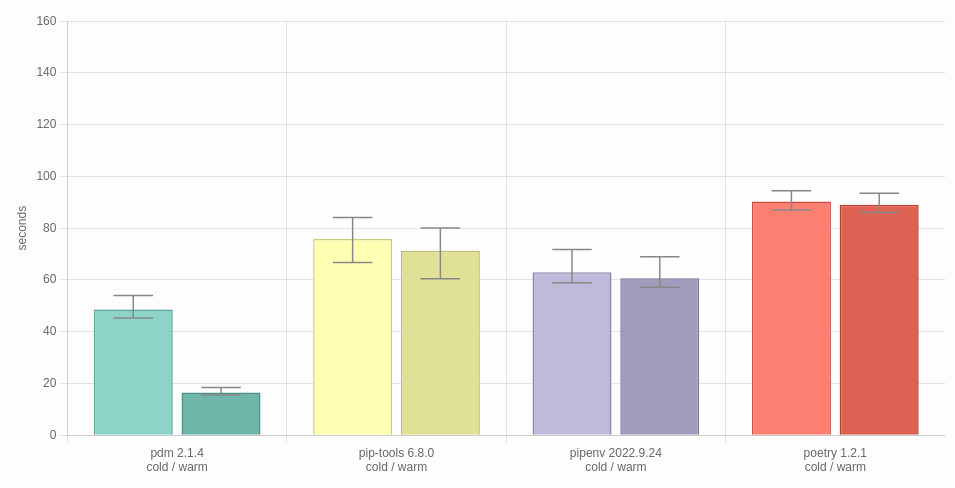 160
140
120
100
80
60
40
20
0
seconds
pdm 2.1.4
cold / warm
pip-tools 6.8.0
cold / warm
pipenv 2022.9.24
cold / warm
poetry 1.2.1
cold / warm